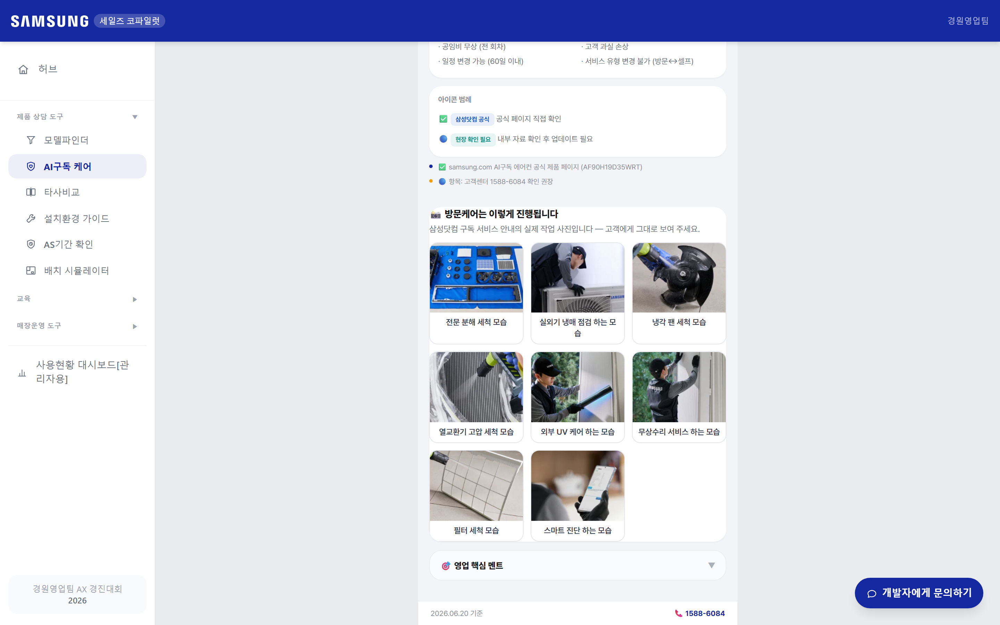 SAMSUNG 세일즈 코파일럿
경원영업팀
허브
제품 상담 도구 ▼
모델파인더
AI구독 케어
타사비교
설치환경 가이드
AS기간 확인
배치 시뮬레이터
교육 ▶
매장운영 도구 ▶
사용현황 대시보드[관
리자용]
경원영업팀 AX 경진대회
2026
· 공임비 무상 (전 회차)
· 고객 과실 손상
· 일정 변경 가능 (60일 이내)
· 서비스 유형 변경 불가 (방문↔셀프)
아이콘 범례
✅ 삼성닷컴 공식 공식 페이지 직접 확인
🔵 현장 확인 필요 내부 자료 확인 후 업데이트 필요
✅ samsung.com AI구독 에어컨 공식 제품 페이지 (AF90H19D35WRT)
🔵 항목: 고객센터 1588-6084 확인 권장
📸 방문케어는 이렇게 진행됩니다
삼성닷컴 구독 서비스 안내의 실제 작업 사진입니다 — 고객에게 그대로 보여 주세요.
SAMSUNG
전문 분해 세척 모습
실외기 냉매 점검 하는 모
습
냉각 팬 세척 모습
SAMSUNG
열교환기 고압 세척 모습
외부 UV 케어 하는 모습
무상수리 서비스 하는 모습
필터 세척 모습
스마트 진단 하는 모습
🎯 영업 핵심 멘트 ▼
2026.06.20 기준
📞 1588-6084
개발자에게 문의하기